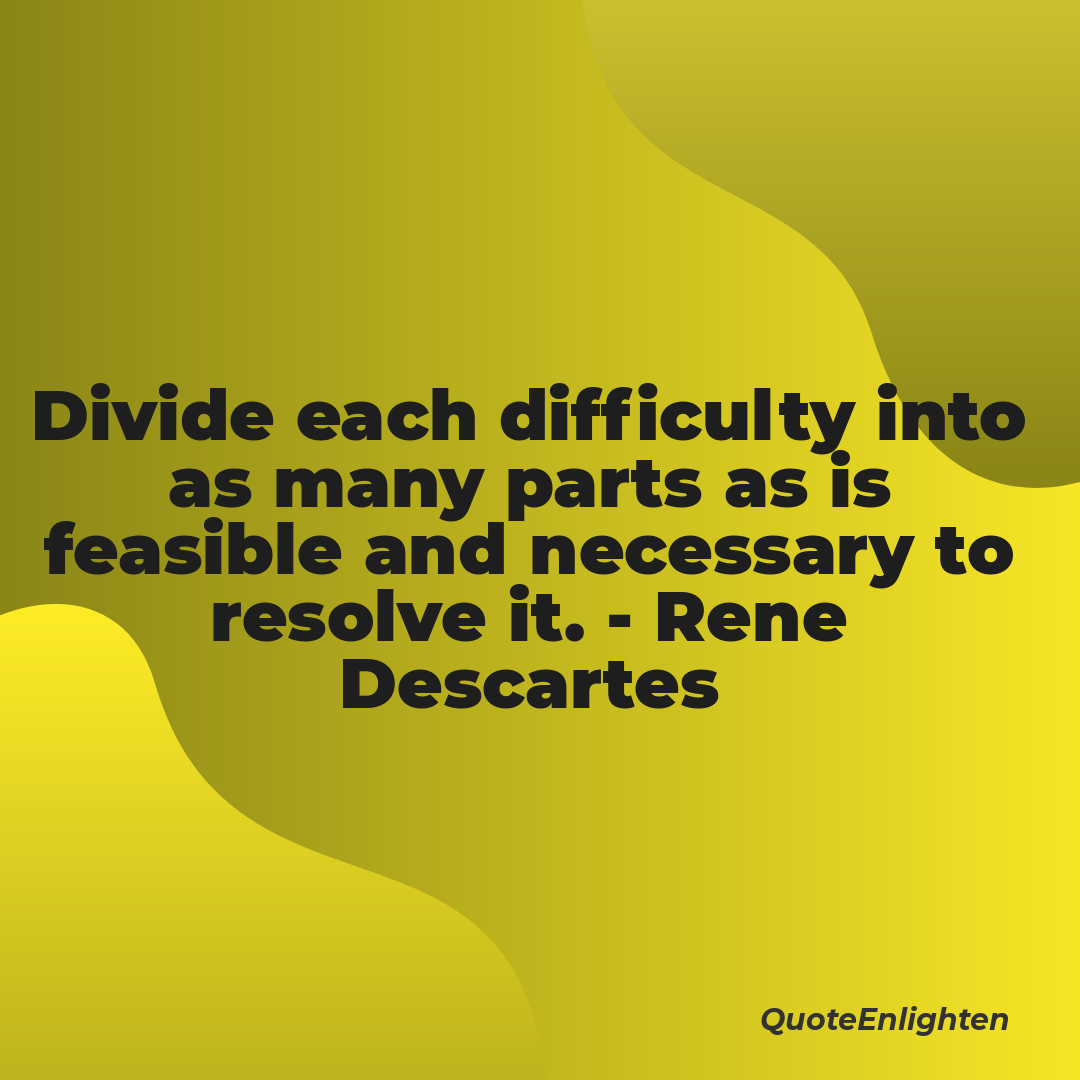 Divide each difficulty into
as many parts as is
feasible and necessary to
resolve it. - Rene
Descartes
QuoteEnlighten